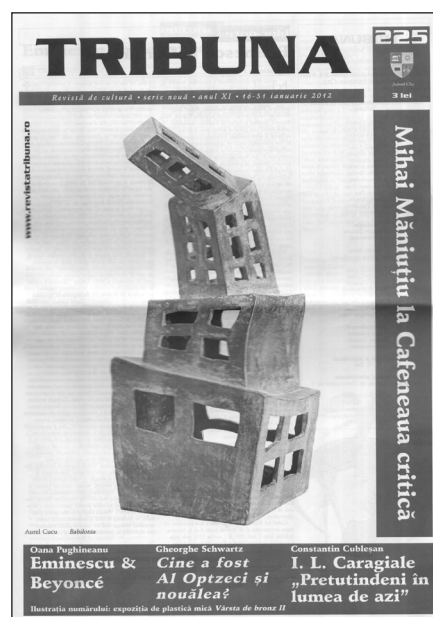 TRIBUNA
225
Județul Cluj
3 lei
Revistă de cultură • serie nouă • anul XI • 16-31 ianuarie 2012
www.revistatribuna.ro
Mihai Măniuțiu la Cafeneaua critică
Aurel Cucu Babilonia
Oana Pughineanu
Eminescu &
Beyoncé
Gheorghe Schwartz
Cine a fost
Al Optzeci și
nouălea?
Constantin Cubleșan
I. L. Caragiale
„Pretutindeni în
lumea de azi”
Ilustrația numărului: expoziția de plastică mică Vârsta de bronz II